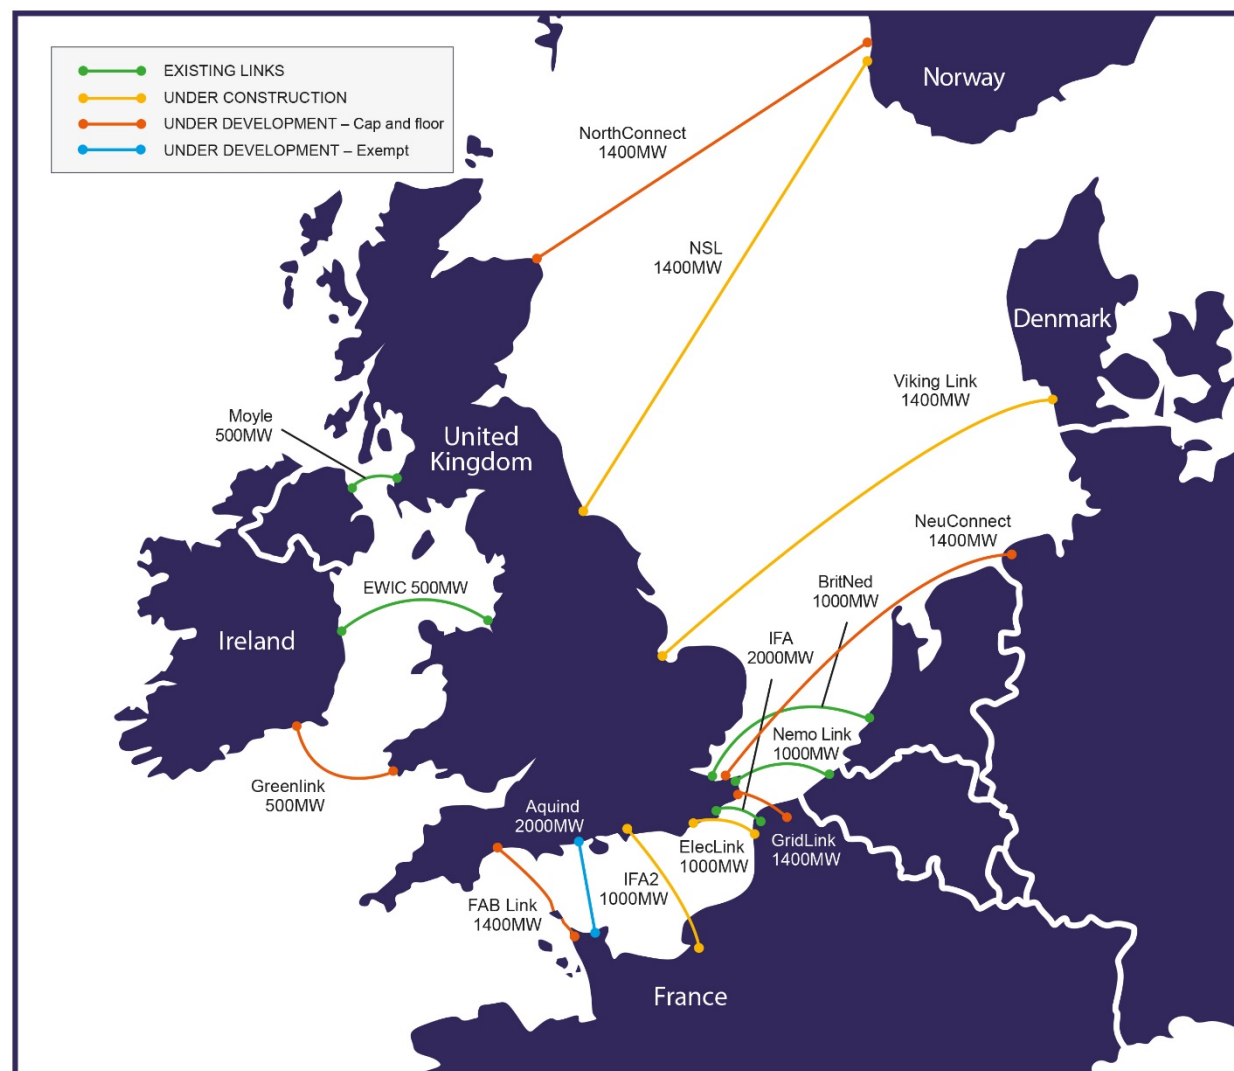 EXISTING LINKS
UNDER CONSTRUCTION
UNDER DEVELOPMENT – Cap and floor
UNDER DEVELOPMENT – Exempt
Norway
NorthConnect
1400MW
NSL
1400MW
Denmark
Viking Link
1400MW
Moyle
500MW
United
Kingdom
NeuConnect
1400MW
BritNed
1000MW
EWIC 500MW
IFA
2000MW
Ireland
Nemo Link
1000MW
Greenlink
500MW
Aquind
2000MW
ElecLink
1000MW
GridLink
1400MW
IFA2
1000MW
FAB Link
1400MW
France